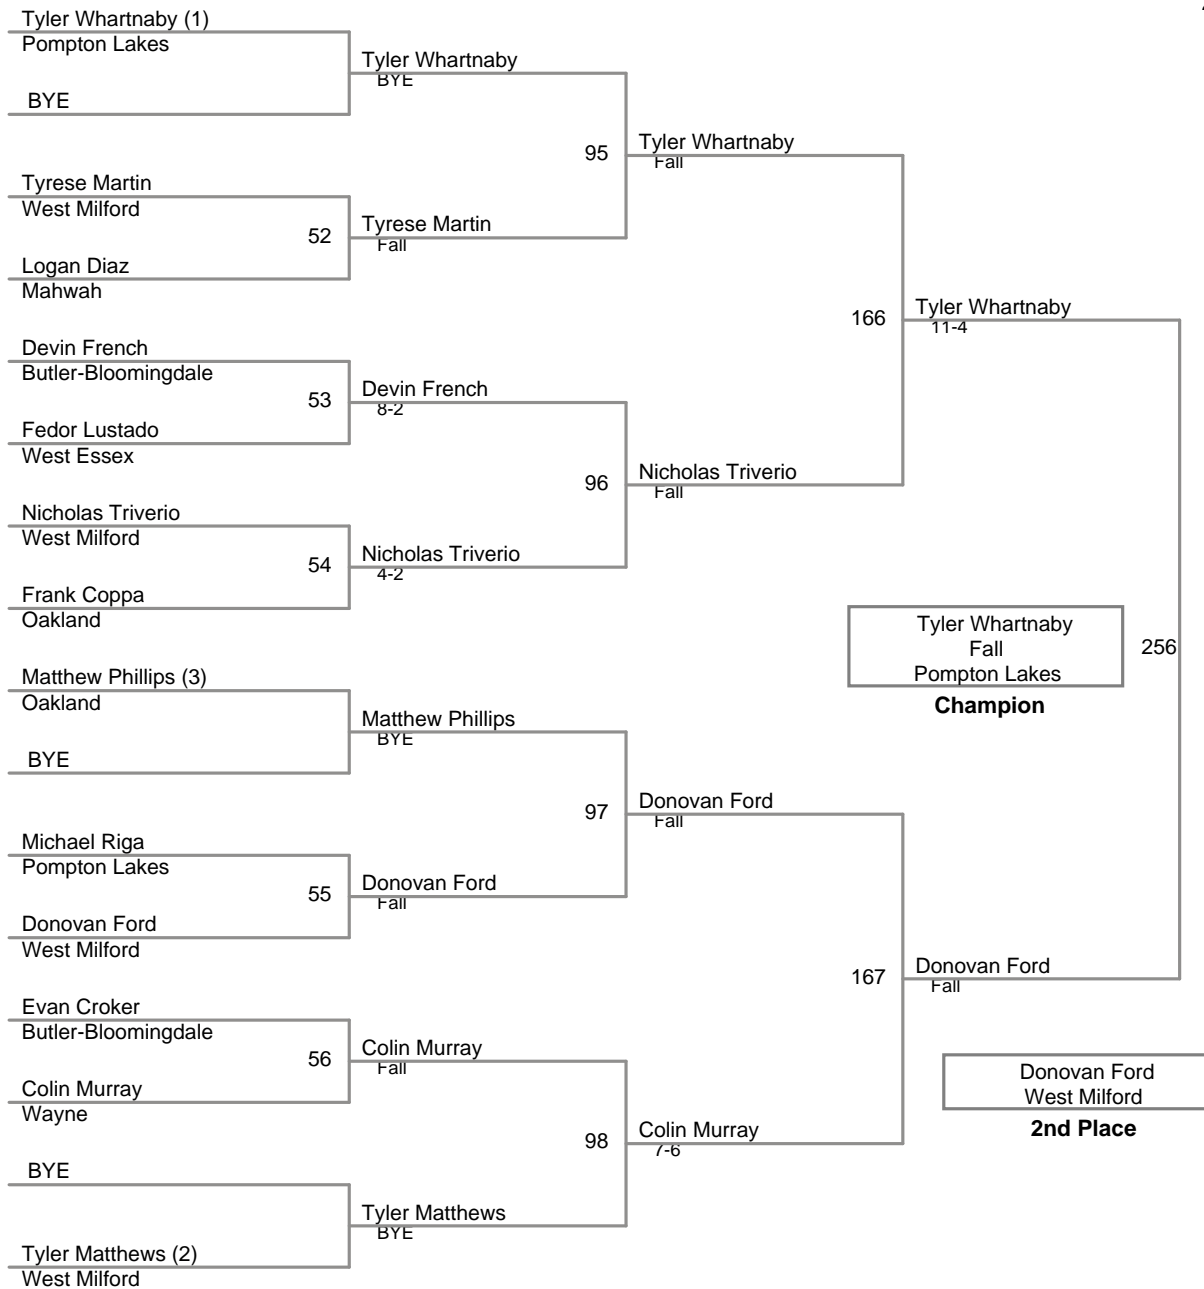 Tyler Whartnaby (1)
Pompton Lakes
BYE
Tyrese Martin
West Milford
52
Logan Diaz
Mahwah
Devin French
Butler-Bloomingdale
53
Fedor Lustado
West Essex
Nicholas Triverio
West Milford
54
Frank Coppa
Oakland
Matthew Phillips (3)
Oakland
BYE
Michael Riga
Pompton Lakes
55
Donovan Ford
West Milford
Evan Croker
Butler-Bloomingdale
56
Colin Murray
Wayne
BYE
Tyler Matthews (2)
West Milford
Tyler Whartnaby
BYE
95
Tyrese Martin
Fall
Devin French
8-2
96
Nicholas Triverio
4-2
Matthew Phillips
BYE
97
Donovan Ford
Fall
Colin Murray
Fall
98
Tyler Matthews
BYE
Tyler Whartnaby
Fall
166
Nicholas Triverio
Fall
Donovan Ford
Fall
167
Colin Murray
7-6
Tyler Whartnaby
11-4
256
Donovan Ford
Fall
Tyler Whartnaby
Fall
Pompton Lakes
Champion
Donovan Ford
West Milford
2nd Place